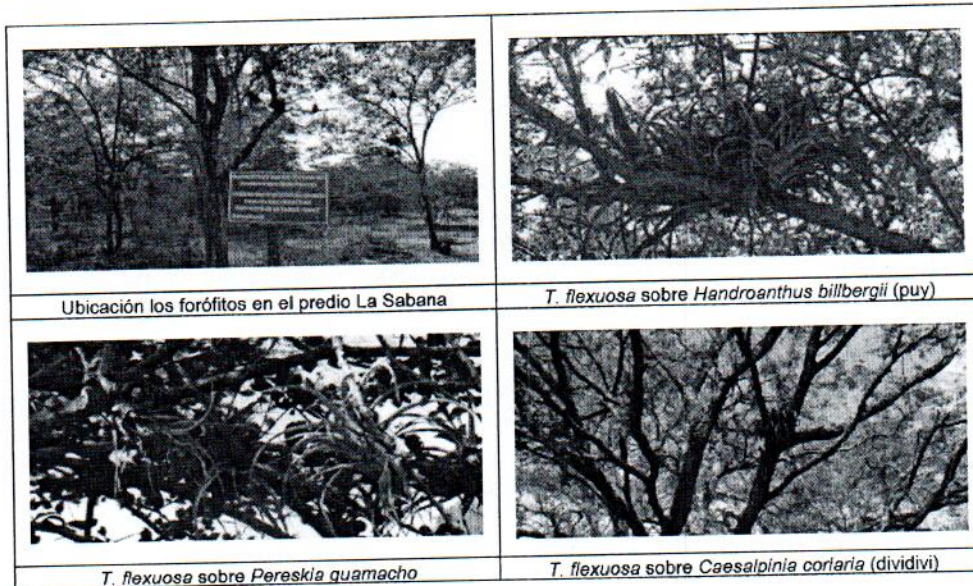 Ubicación los forófitos en el predio La Sabana
T. flexuosa sobre Handroanthus billbergii (puy)
T. flexuosa sobre Pereskia guamacho
T. flexuosa sobre Caesalpinia coriaria (dividivi)